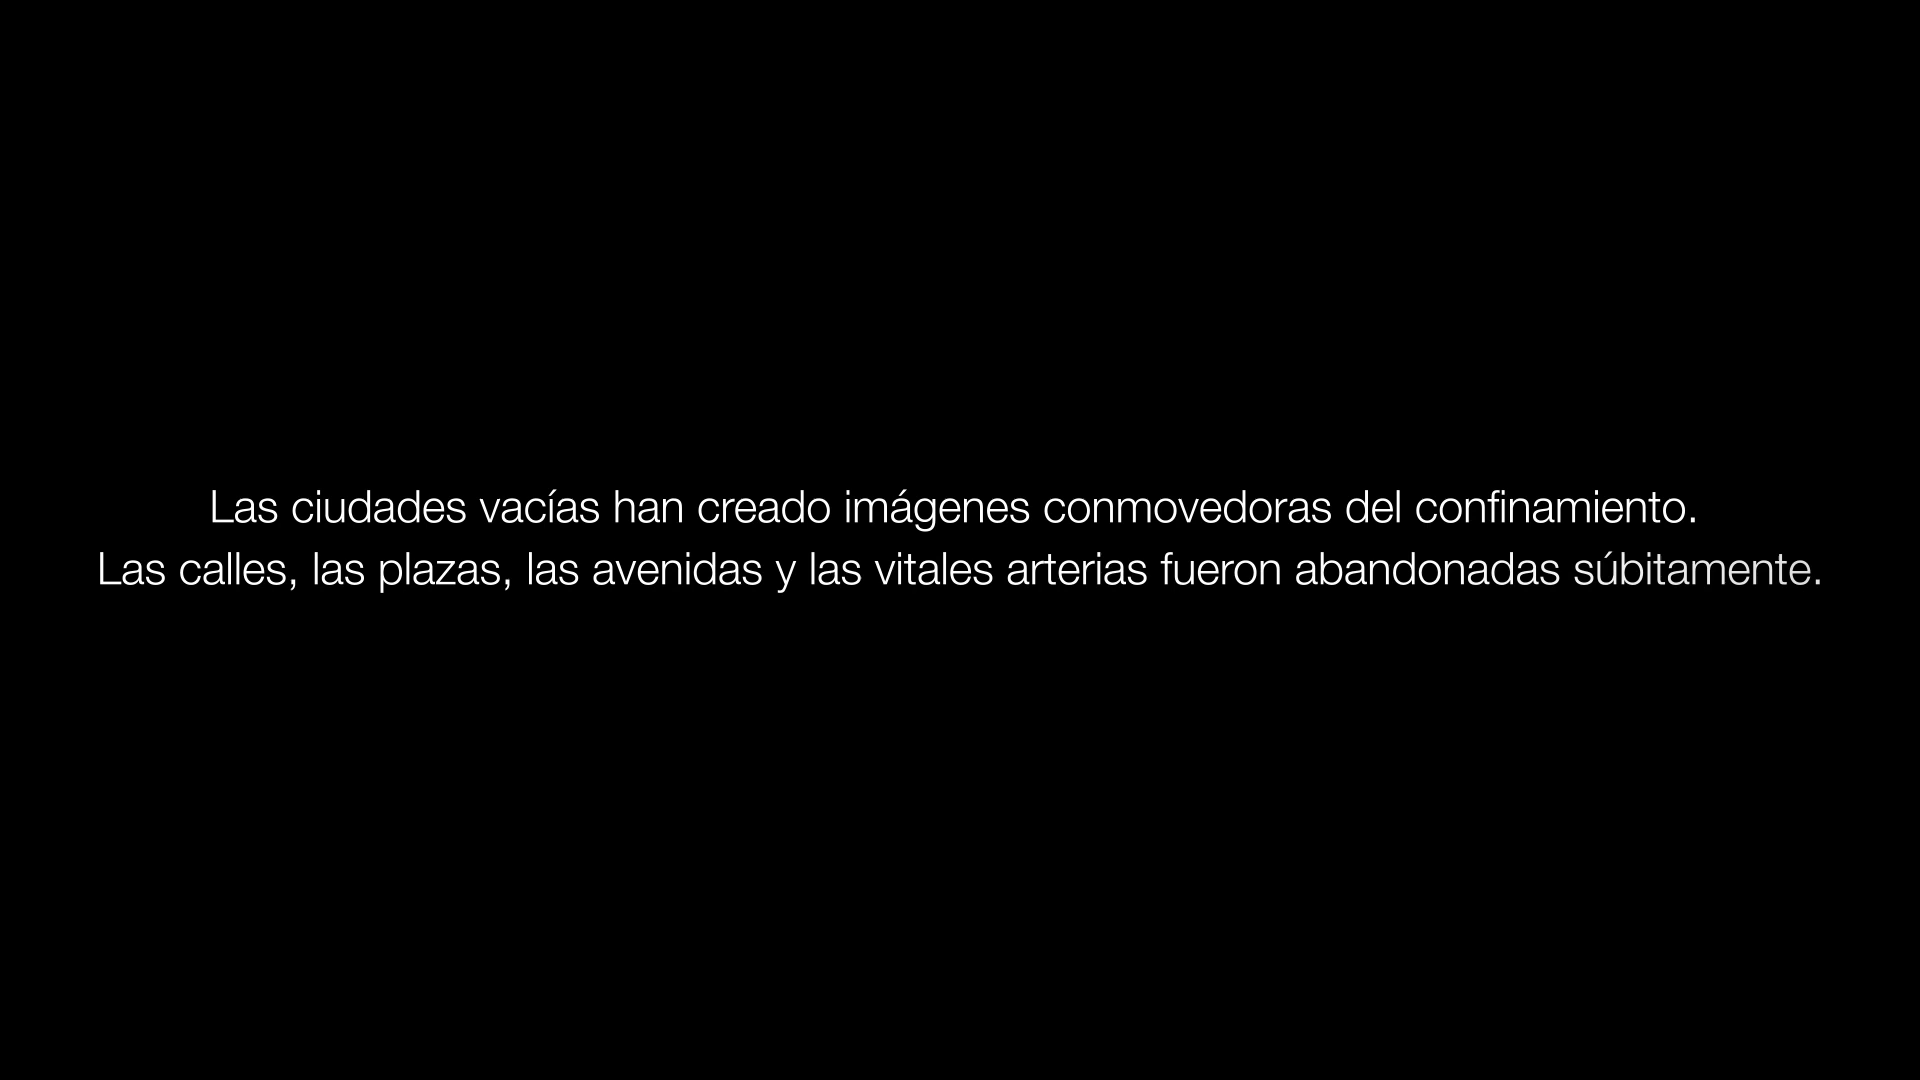 Las ciudades vacías han creado imágenes conmovedoras del confinamiento.
Las calles, las plazas, las avenidas y las vitales arterias fueron abandonadas súbitamente.